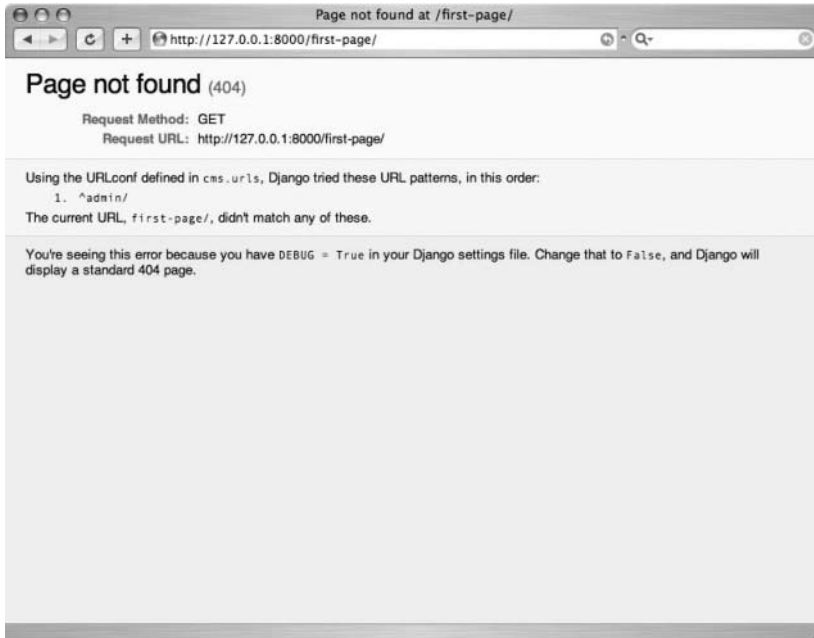 Page not found at /first-page/
http://127.0.0.1:8000/first-page/
Page not found (404)
Request Method: GET
Request URL: http://127.0.0.1:8000/first-page/
Using the URLconf defined in cms.urls, Django tried these URL patterns, in this order:
1. ^admin/
The current URL, first-page/, didn't match any of these.
You're seeing this error because you have DEBUG = True in your Django settings file. Change that to False, and Django will
display a standard 404 page.